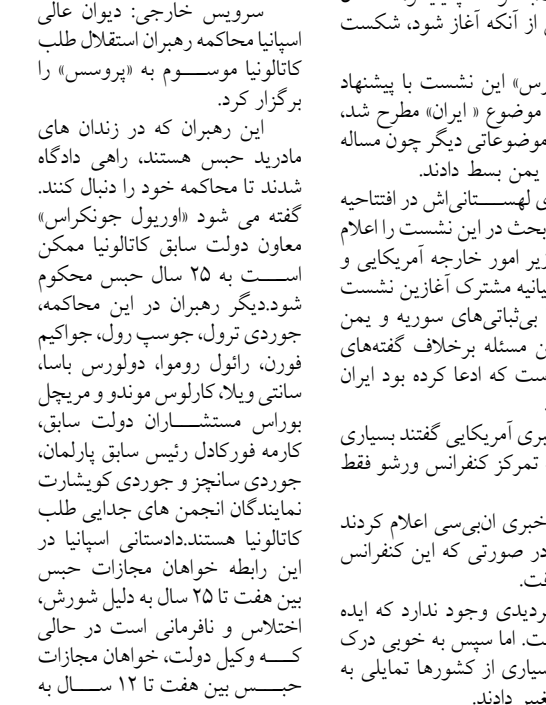 از آنکه آغاز شود، شکست
این نشست با پیشنهاد
موضوع « ایران» مطرح شد،
موضوعاتی دیگر چون مساله
یمن بسط دادند.
لهستانی‌اش در افتتاحیه
بحث در این نشست را اعلام
امور خارجه آمریکایی و
مشترک آغازین نشست
بی‌ثباتی‌های سوریه و یمن
مسئله برخلاف گفته‌های
که ادعا کرده بود ایران
آمریکایی گفتند بسیاری
تمرکز کنفرانس ورشو فقط
خبری ان‌بی‌سی اعلام کردند
در صورتی که این کنفرانس
وجود ندارد که ایده
اما سپس به خوبی درک
از کشورها تمایلی به
دادند.
سرویس خارجی: دیوان عالی
اسپانیا محاکمه رهبران استقلال طلب
کاتالونیا موسوم به «پروسس» را
برگزار کرد.
این رهبران که در زندان های
مادرید حبس هستند، راهی دادگاه
شدند تا محاکمه خود را دنبال کنند.
گفته می شود «اوریول جونکراس»
معاون دولت سابق کاتالونیا ممکن
است به ۲۵ سال حبس محکوم
شود.دیگر رهبران در این محاکمه،
جوردی ترول، جوسپ رول، جواکیم
فورن، رائول روموا، دولورس باسا،
سانتی ویلا، کارلوس موندو و مریچل
بوراس مستشاران دولت سابق،
کارمه فورکادل رئیس سابق پارلمان،
جوردی سانچز و جوردی کویشارت
نمایندگان انجمن های جدایی طلب
کاتالونیا هستند.دادستانی اسپانیا در
این رابطه خواهان مجازات حبس
بین هفت تا ۲۵ سال به دلیل شورش،
اختلاس و نافرمانی است در حالی
که وکیل دولت، خواهان مجازات
حبس بین هفت تا ۱۲ سال به